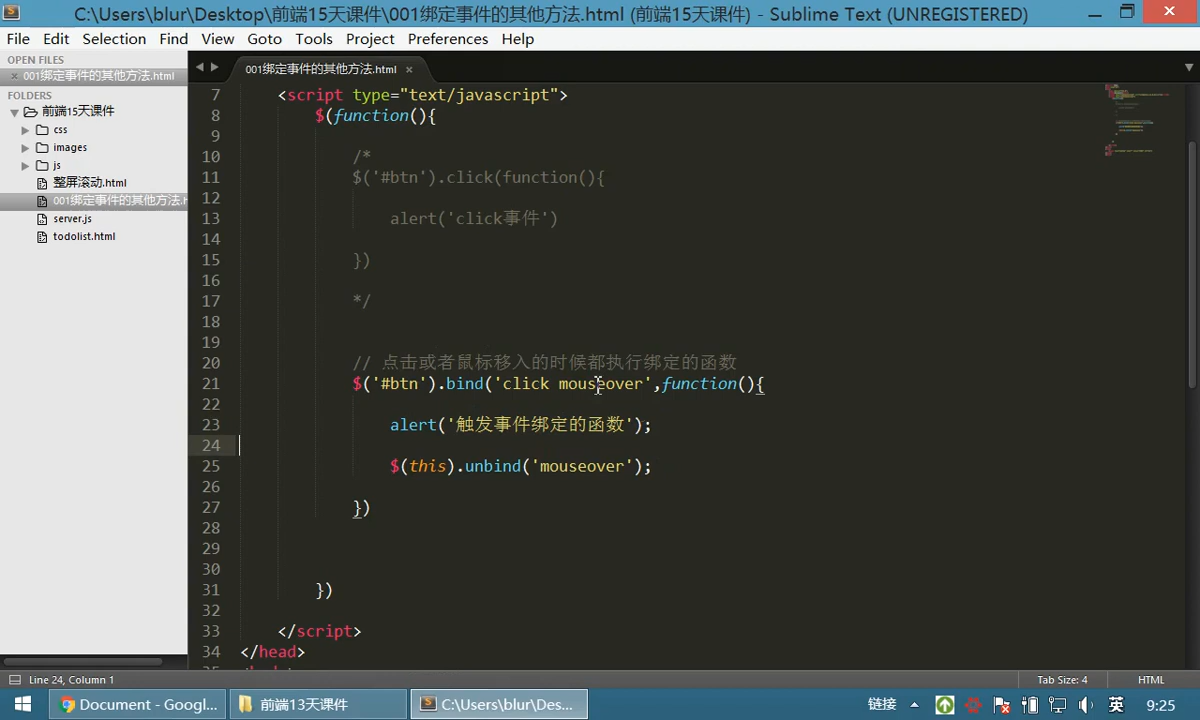 C:\Users\blur\Desktop\前端15天课件\001绑定事件的其他方法.html (前端15天课件) - Sublime Text (UNREGISTERED)
File Edit Selection Find View Goto Tools Project Preferences Help
OPEN FILES
001绑定事件的其他方法.html
FOLDERS
前端15天课件
css
images
js
整屏滚动.html
001绑定事件的其他方法.h
server.js
todolist.html
001绑定事件的其他方法.html
7 <script type="text/javascript">
8 $(function(){
9
10 /*
11 $('#btn').click(function(){
12
13 alert('click事件')
14
15 })
16
17 */
18
19
20 // 点击或者鼠标移入的时候都执行绑定的函数
21 $('#btn').bind('click mouseover',function(){
22
23 alert('触发事件绑定的函数');
24
25 $(this).unbind('mouseover');
26
27 })
28
29
30
31 })
32
33 </script>
34 </head>
Line 24, Column 1
Tab Size: 4
HTML
Document - Googl...
前端13天课件
C:\Users\blur\Des...
链接
英
9:25